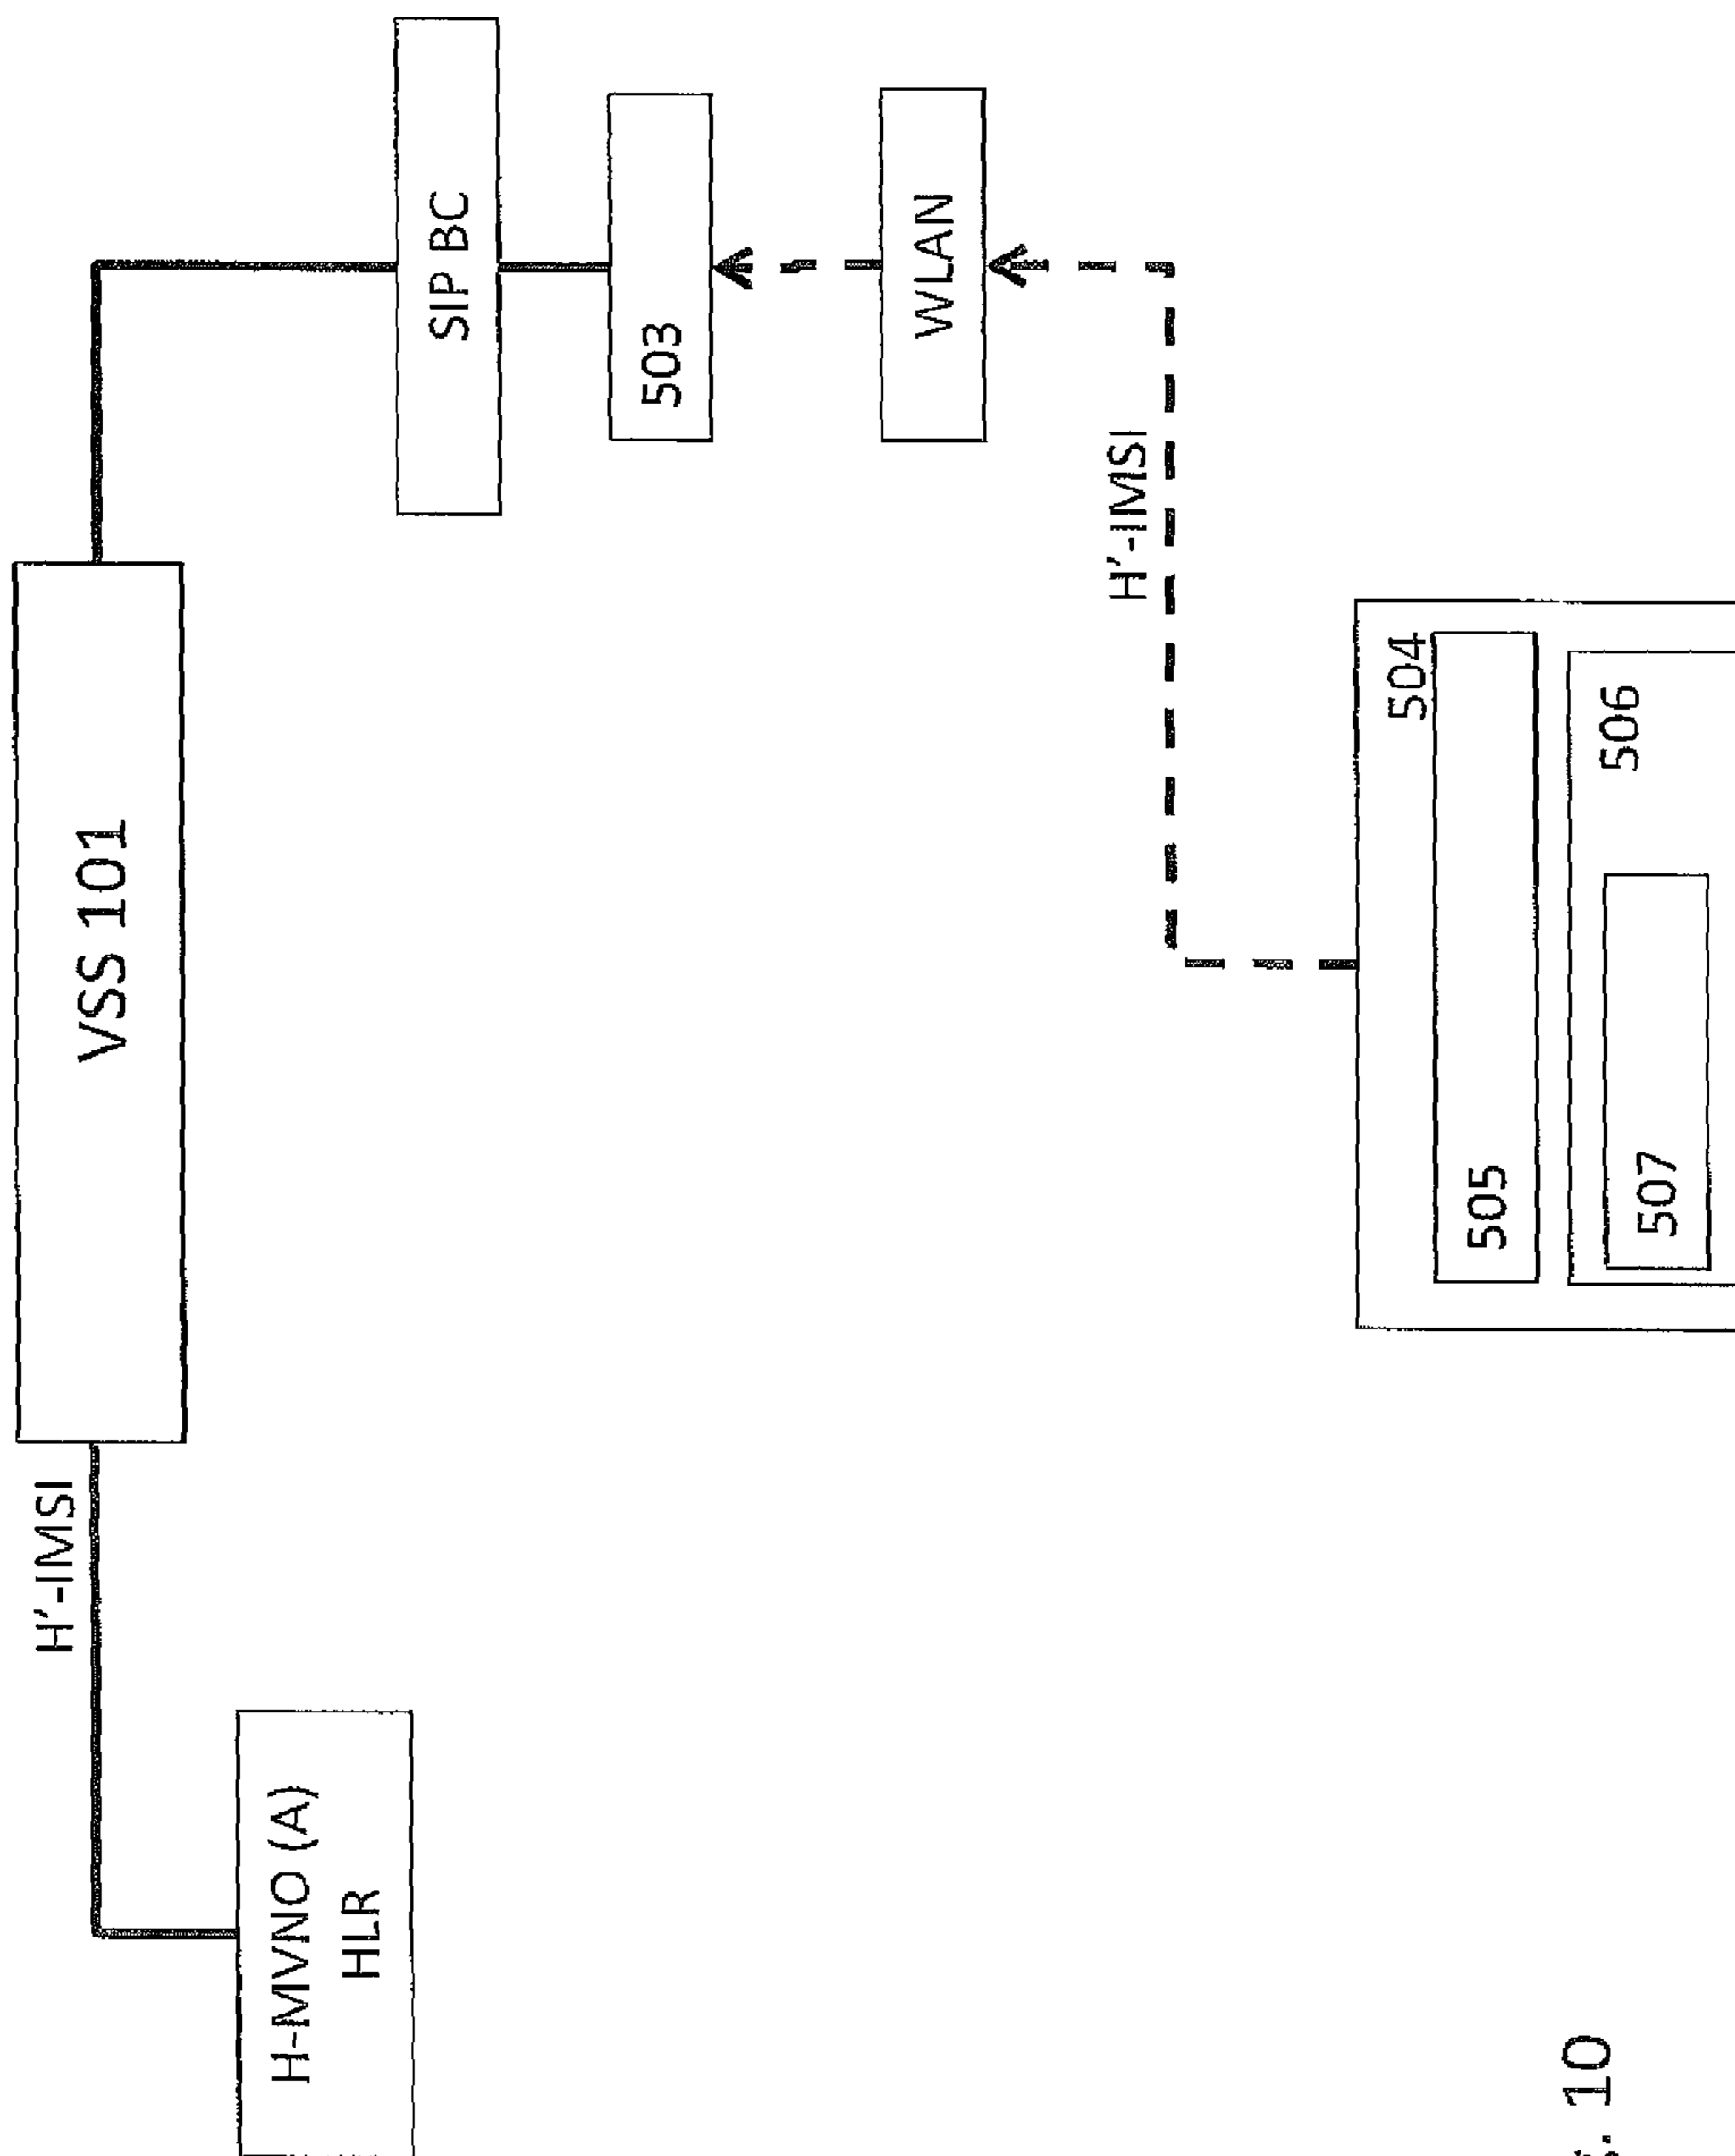 VSS 101
H'-IMSI
H-MVNO (A)
HLR
SIP BC
503
WLAN
H'-IMSI
504
505
506
507
. 10